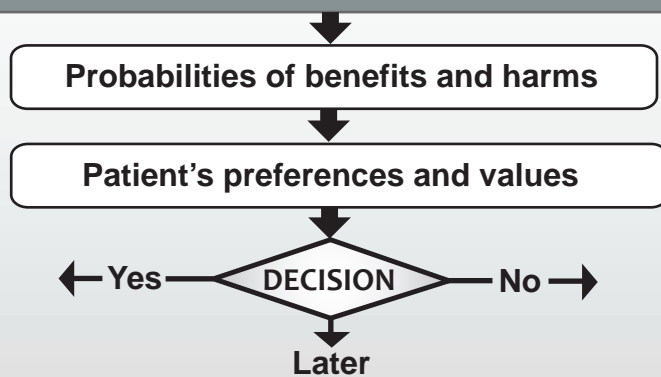 Probabilities of benefits and harms
Patient's preferences and values
Yes DECISION No
Later